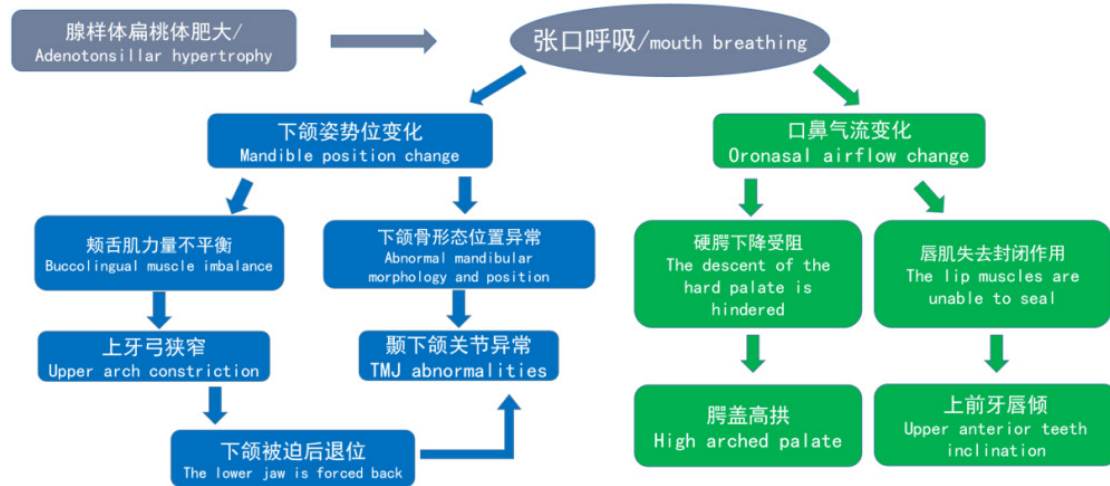 腺样体扁桃体肥大/
Adenotonsillar hypertrophy
张口呼吸/mouth breathing
下颌姿势位变化
Mandible position change
口鼻气流变化
Oronasal airflow change
颊舌肌力量不平衡
Buccolingual muscle imbalance
下颌骨形态位置异常
Abnormal mandibular
morphology and position
硬腭下降受阻
The descent of the
hard palate is
hindered
唇肌失去封闭作用
The lip muscles are
unable to seal
上牙弓狭窄
Upper arch constriction
颞下颌关节异常
TMJ abnormalities
腭盖高拱
High arched palate
上前牙唇倾
Upper anterior teeth
inclination
下颌被迫后退位
The lower jaw is forced back